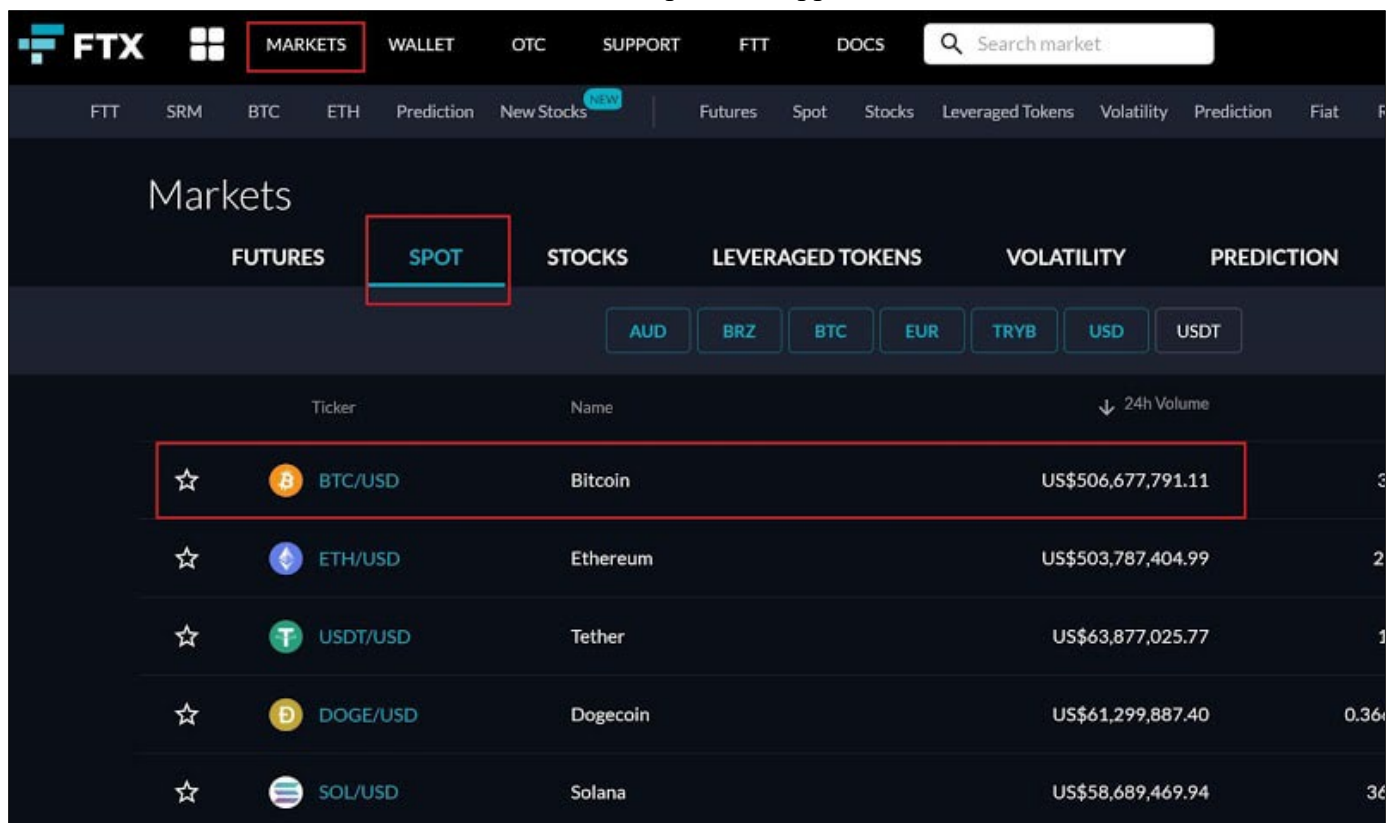 FTX MARKETS WALLET OTC SUPPORT FTT DOCS Search market
FTT SRM BTC ETH Prediction New Stocks NEW Futures Spot Stocks Leveraged Tokens Volatility Prediction Fiat
Markets
FUTURES SPOT STOCKS LEVERAGED TOKENS VOLATILITY PREDICTION
AUD BRZ BTC EUR TRYB USD USDT
Ticker Name 24h Volume
BTC/USD Bitcoin US$506,677,791.11
ETH/USD Ethereum US$503,787,404.99
USDT/USD Tether US$63,877,025.77
DOGE/USD Dogecoin US$61,299,887.40
SOL/USD Solana US$58,689,469.94